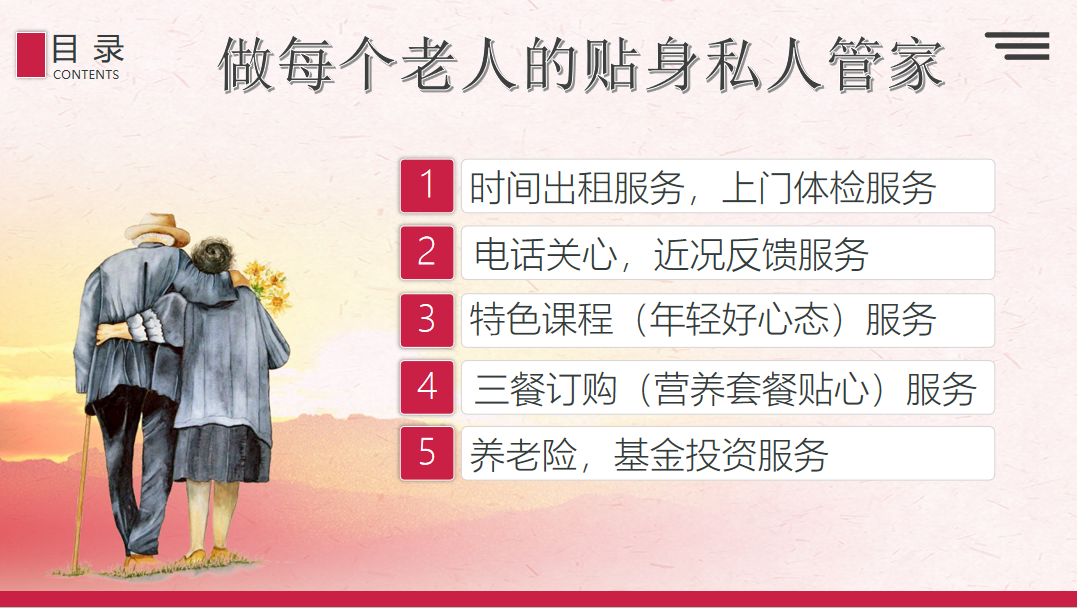 目录
CONTENTS
做每个老人的贴身私人管家
1 时间出租服务，上门体检服务
2 电话关心，近况反馈服务
3 特色课程（年轻好心态）服务
4 三餐订购（营养套餐贴心）服务
5 养老险，基金投资服务